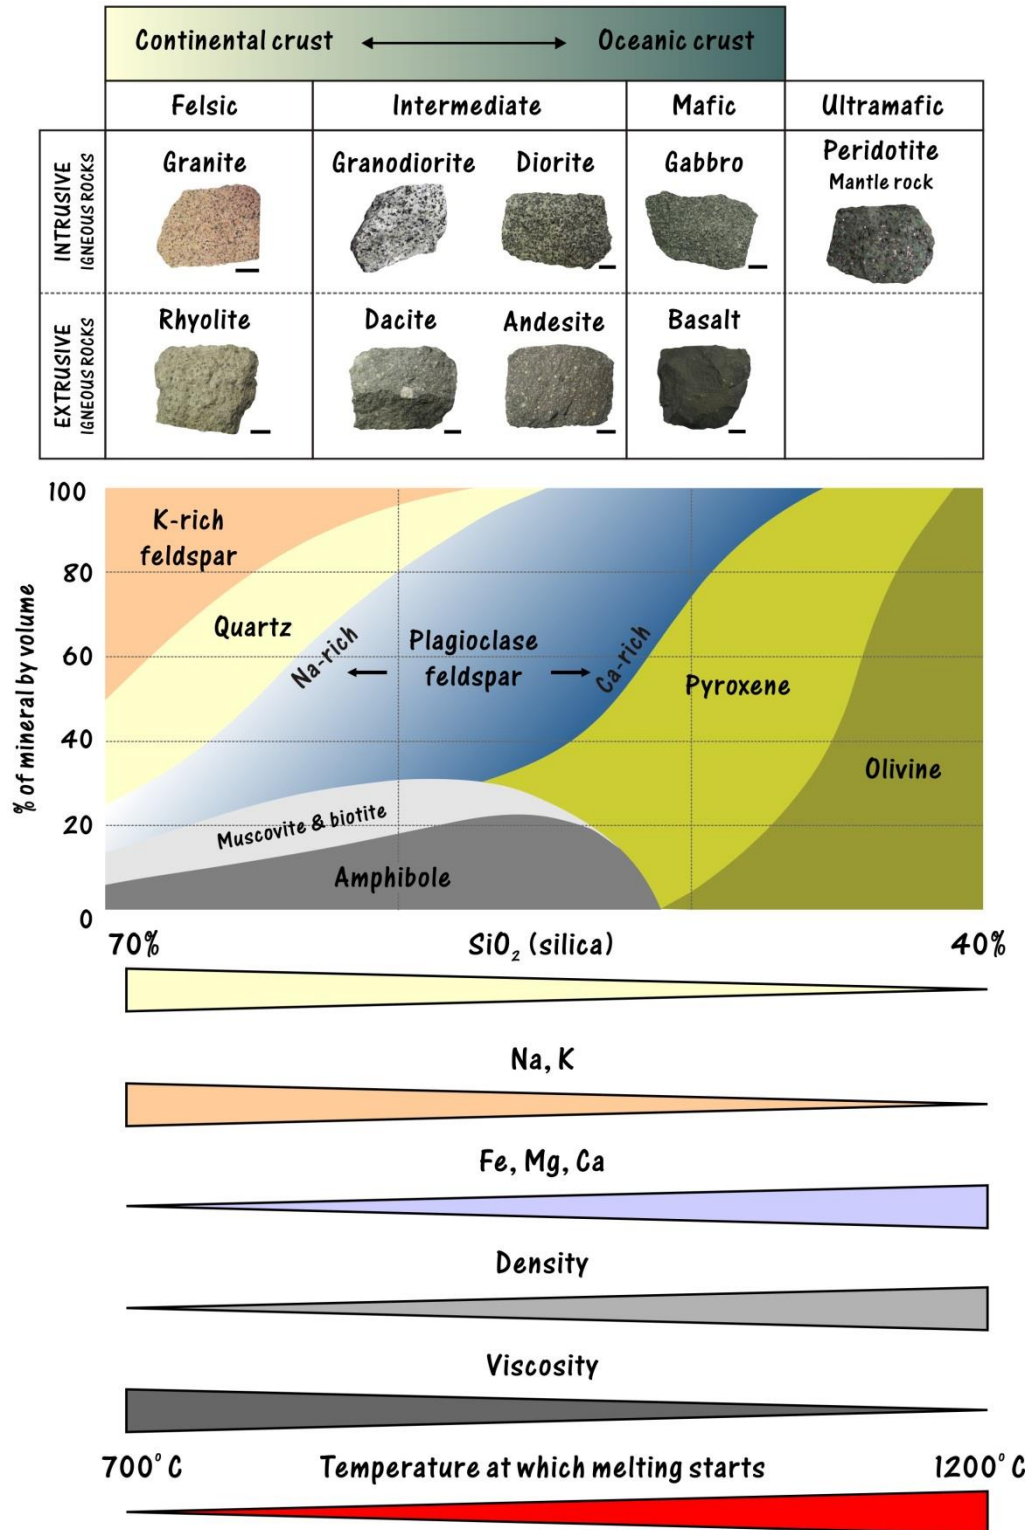 Continental crust
Oceanic crust
Felsic
Intermediate
Mafic
Ultramafic
INTRUSIVE
IGNEOUS ROCKS
Granite
Granodiorite
Diorite
Gabbro
Peridotite
Mantle rock
EXTRUSIVE
IGNEOUS ROCKS
Rhyolite
Dacite
Andesite
Basalt
% of mineral by volume
100
80
60
40
20
0
K-rich
feldspar
Quartz
Na-rich
Plagioclase
feldspar
Ca-rich
Pyroxene
Olivine
Muscovite & biotite
Amphibole
70%
SiO₂ (silica)
40%
Na, K
Fe, Mg, Ca
Density
Viscosity
700° C
Temperature at which melting starts
1200° C